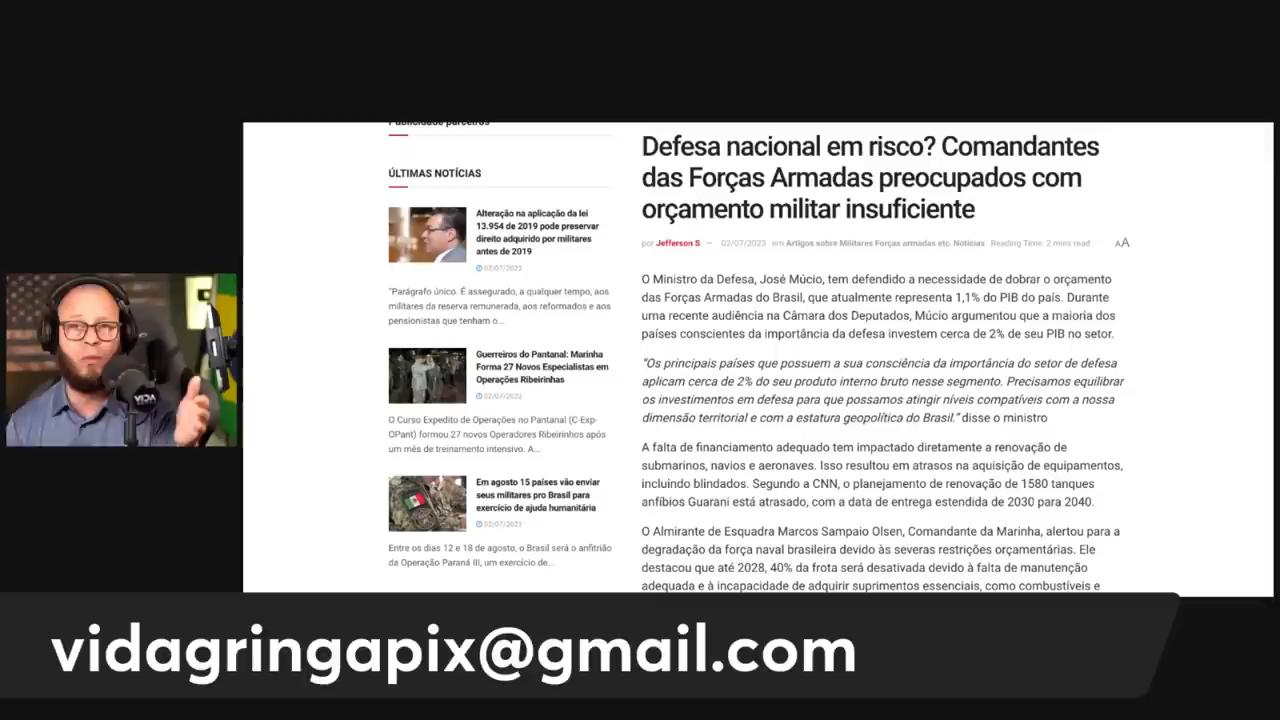 Publicidade parceiros
ÚLTIMAS NOTÍCIAS
Alteração na aplicação da lei
13.954 de 2019 pode preservar
direito adquirido por militares
antes de 2019
02/07/2023
"Parágrafo único. É assegurado, a qualquer tempo, aos
militares da reserva remunerada, aos reformados e aos
pensionistas que tenham o...
Guerreiros do Pantanal: Marinha
Forma 27 Novos Especialistas em
Operações Ribeirinhas
02/07/2023
O Curso Expedito de Operações no Pantanal (C-Exp-
OPant) formou 27 novos Operadores Ribeirinhos após
um mês de treinamento intensivo. A...
Em agosto 15 países vão enviar
seus militares pro Brasil para
exercício de ajuda humanitária
02/07/2023
Entre os dias 12 e 18 de agosto, o Brasil será o anfitrião
da Operação Paraná III, um exercício de...
Defesa nacional em risco? Comandantes
das Forças Armadas preocupados com
orçamento militar insuficiente
por Jefferson S — 02/07/2023 em Artigos sobre Militares Forças armadas etc. Notícias Reading Time: 2 mins read AA
O Ministro da Defesa, José Múcio, tem defendido a necessidade de dobrar o orçamento
das Forças Armadas do Brasil, que atualmente representa 1,1% do PIB do país. Durante
uma recente audiência na Câmara dos Deputados, Múcio argumentou que a maioria dos
países conscientes da importância da defesa investem cerca de 2% de seu PIB no setor.
"Os principais países que possuem a sua consciência da importância do setor de defesa
aplicam cerca de 2% do seu produto interno bruto nesse segmento. Precisamos equilibrar
os investimentos em defesa para que possamos atingir níveis compatíveis com a nossa
dimensão territorial e com a estatura geopolítica do Brasil." disse o ministro
A falta de financiamento adequado tem impactado diretamente a renovação de
submarinos, navios e aeronaves. Isso resultou em atrasos na aquisição de equipamentos,
incluindo blindados. Segundo a CNN, o planejamento de renovação de 1580 tanques
anfíbios Guarani está atrasado, com a data de entrega estendida de 2030 para 2040.
O Almirante de Esquadra Marcos Sampaio Olsen, Comandante da Marinha, alertou para a
degradação da força naval brasileira devido às severas restrições orçamentárias. Ele
destacou que até 2028, 40% da frota será desativada devido à falta de manutenção
adequada e à incapacidade de adquirir suprimentos essenciais, como combustíveis e
VIDA
vidagringapix@gmail.com